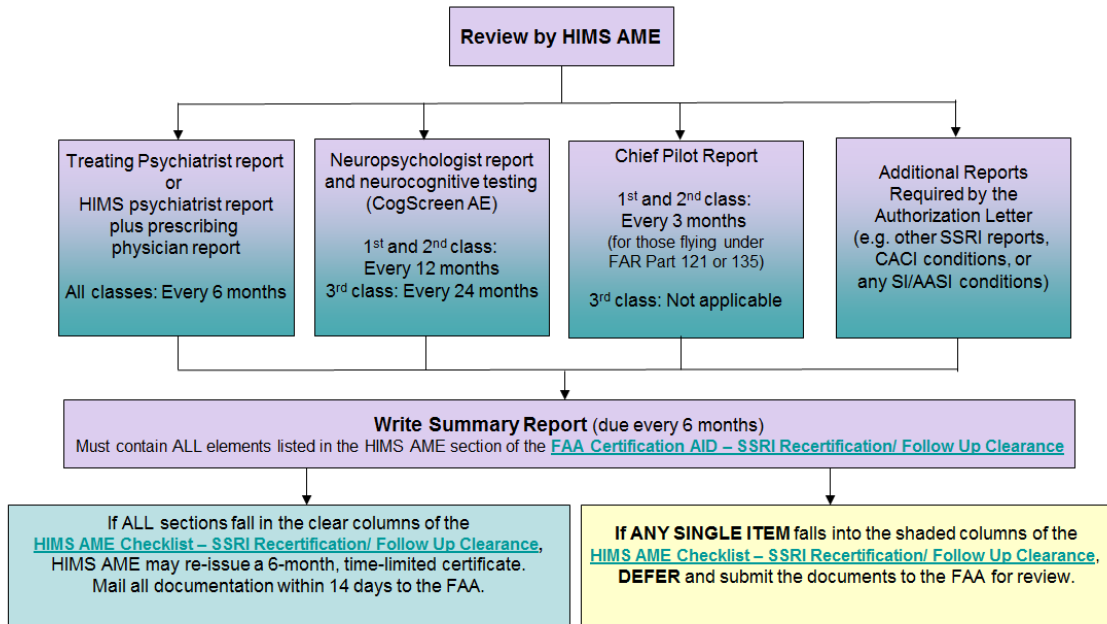 Review by HIMS AME
Treating Psychiatrist report
or
HIMS psychiatrist report
plus prescribing
physician report
All classes: Every 6 months
Neuropsychologist report
and neurocognitive testing
(CogScreen AE)
1st and 2nd class:
Every 12 months
3rd class: Every 24 months
Chief Pilot Report
1st and 2nd class:
Every 3 months
(for those flying under
FAR Part 121 or 135)
3rd class: Not applicable
Additional Reports
Required by the
Authorization Letter
(e.g. other SSRI reports,
CACI conditions, or
any SI/AASI conditions)
Write Summary Report (due every 6 months)
Must contain ALL elements listed in the HIMS AME section of the FAA Certification AID – SSRI Recertification/ Follow Up Clearance
If ALL sections fall in the clear columns of the
HIMS AME Checklist – SSRI Recertification/ Follow Up Clearance,
HIMS AME may re-issue a 6-month, time-limited certificate.
Mail all documentation within 14 days to the FAA.
If ANY SINGLE ITEM falls into the shaded columns of the
HIMS AME Checklist – SSRI Recertification/ Follow Up Clearance,
DEFER and submit the documents to the FAA for review.